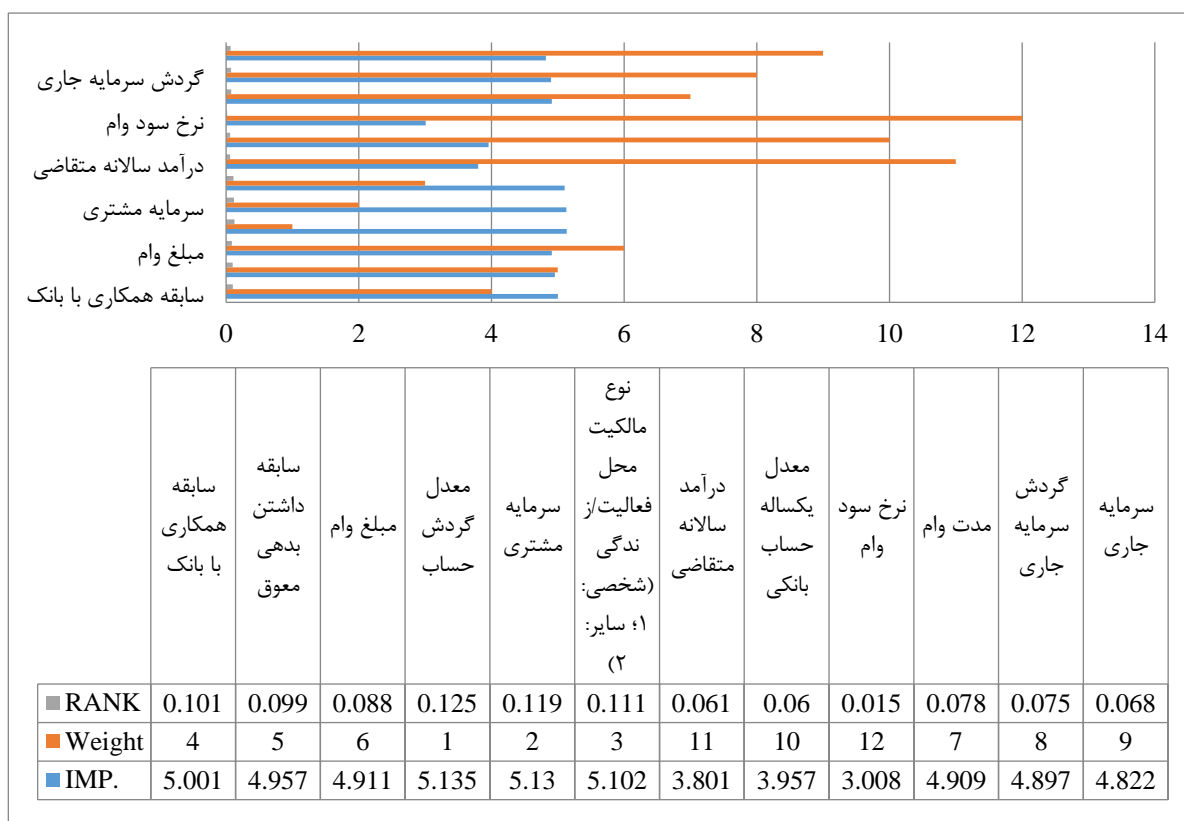 گردش سرمایه جاری
نرخ سود وام
درآمد سالانه متقاضی
سرمایه مشتری
مبلغ وام
سابقه همکاری با بانک
0 2 4 6 8 10 12 14
سابقه
همکاری
با بانک
سابقه
داشتن
بدهی
معوق
مبلغ وام
معدل
گردش
حساب
سرمایه
مشتری
نوع
مالکیت
محل
فعالیت/ز
ندگی
(شخصی:
۱؛ سایر:
۲)
درآمد
سالانه
متقاضی
معدل
یکساله
حساب
بانکی
نرخ سود
وام
مدت وام
گردش
سرمایه
جاری
سرمایه
جاری
RANK 0.101 0.099 0.088 0.125 0.119 0.111 0.061 0.06 0.015 0.078 0.075 0.068
Weight 4 5 6 1 2 3 11 10 12 7 8 9
IMP. 5.001 4.957 4.911 5.135 5.13 5.102 3.801 3.957 3.008 4.909 4.897 4.822